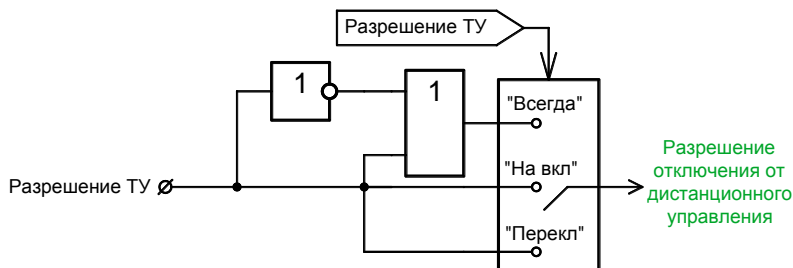 Разрешение ТУ
1
1
"Всегда"
"На вкл"
"Перекл"
Разрешение ТУ
Разрешение
отключения от
дистанционного
управления